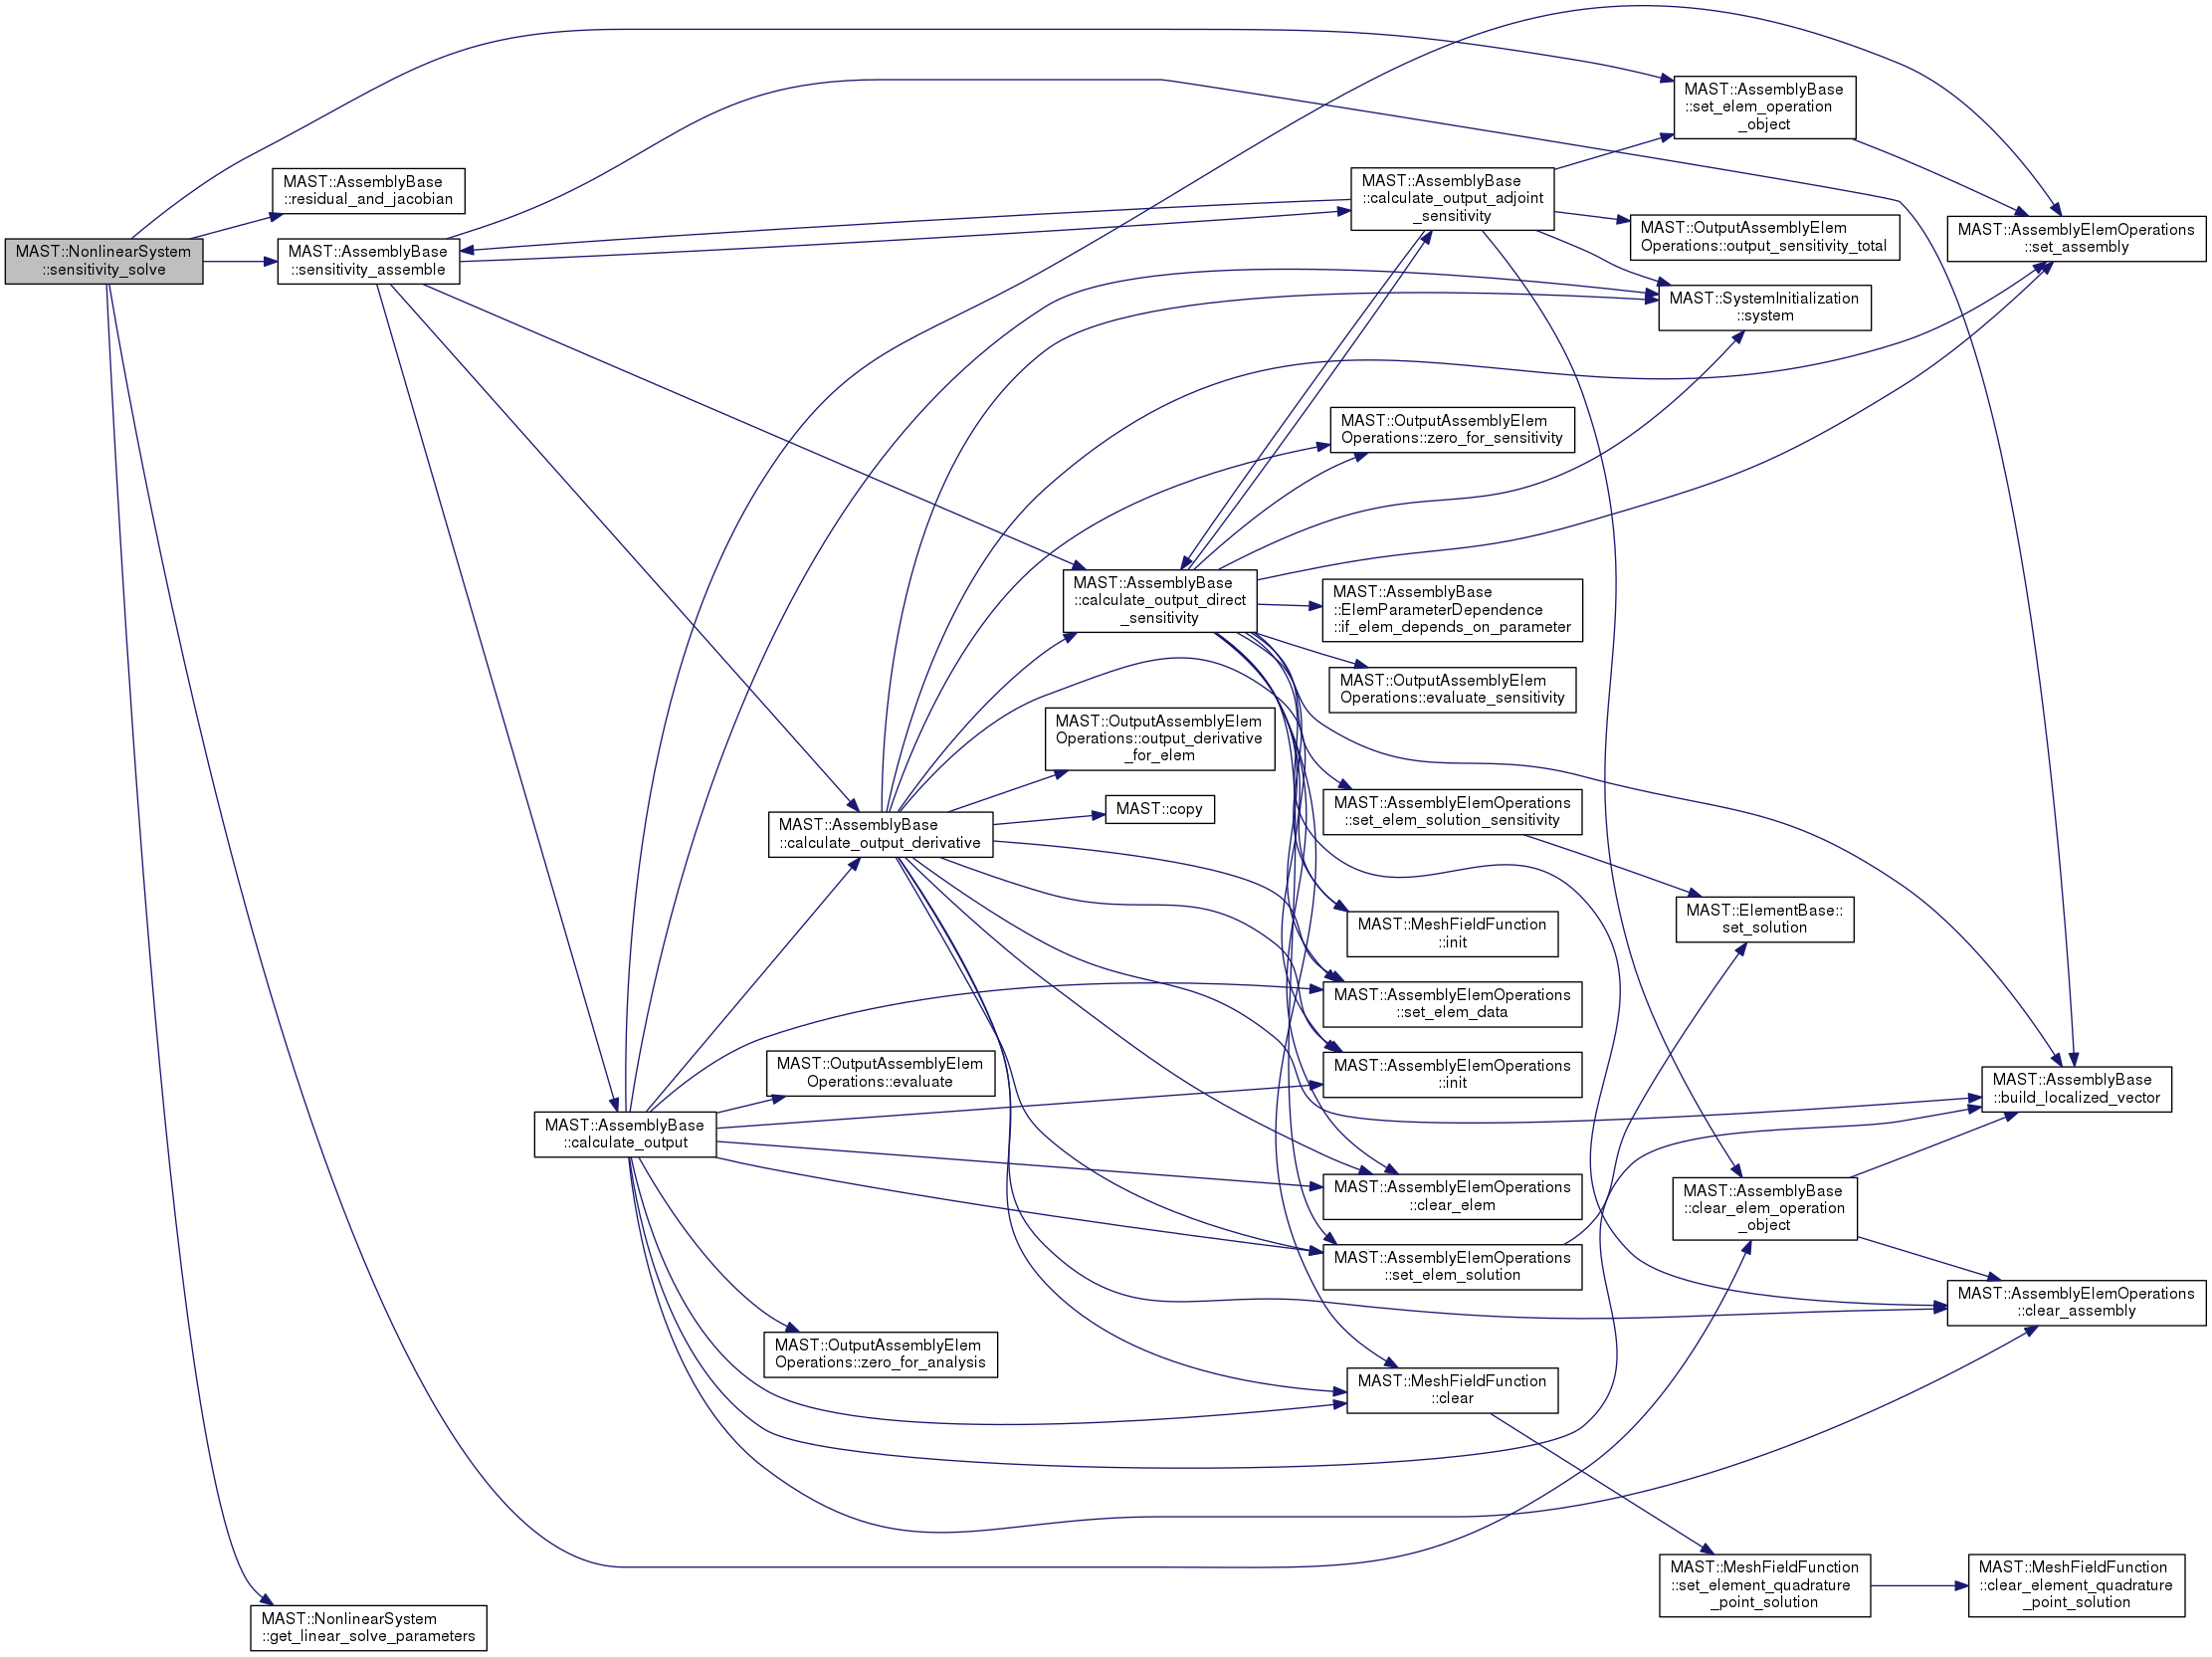 MAST::NonlinearSystem
::sensitivity_solve
MAST::AssemblyBase
::residual_and_jacobian
MAST::AssemblyBase
::sensitivity_assemble
MAST::NonlinearSystem
::get_linear_solve_parameters
MAST::AssemblyBase
::calculate_output
MAST::AssemblyBase
::calculate_output_derivative
MAST::OutputAssemblyElem
Operations::evaluate
MAST::OutputAssemblyElem
Operations::zero_for_analysis
MAST::AssemblyBase
::calculate_output_direct
_sensitivity
MAST::OutputAssemblyElem
Operations::output_derivative
_for_elem
MAST::copy
MAST::AssemblyBase
::calculate_output_adjoint
_sensitivity
MAST::OutputAssemblyElem
Operations::zero_for_sensitivity
MAST::AssemblyBase
::ElemParameterDependence
::if_elem_depends_on_parameter
MAST::OutputAssemblyElem
Operations::evaluate_sensitivity
MAST::AssemblyElemOperations
::set_elem_solution_sensitivity
MAST::MeshFieldFunction
::init
MAST::AssemblyElemOperations
::set_elem_data
MAST::AssemblyElemOperations
::init
MAST::AssemblyElemOperations
::clear_elem
MAST::AssemblyElemOperations
::set_elem_solution
MAST::MeshFieldFunction
::clear
MAST::AssemblyBase
::set_elem_operation
_object
MAST::OutputAssemblyElem
Operations::output_sensitivity_total
MAST::SystemInitialization
::system
MAST::ElementBase::
set_solution
MAST::AssemblyBase
::clear_elem_operation
_object
MAST::MeshFieldFunction
::set_element_quadrature
_point_solution
MAST::AssemblyElemOperations
::set_assembly
MAST::AssemblyBase
::build_localized_vector
MAST::AssemblyElemOperations
::clear_assembly
MAST::MeshFieldFunction
::clear_element_quadrature
_point_solution